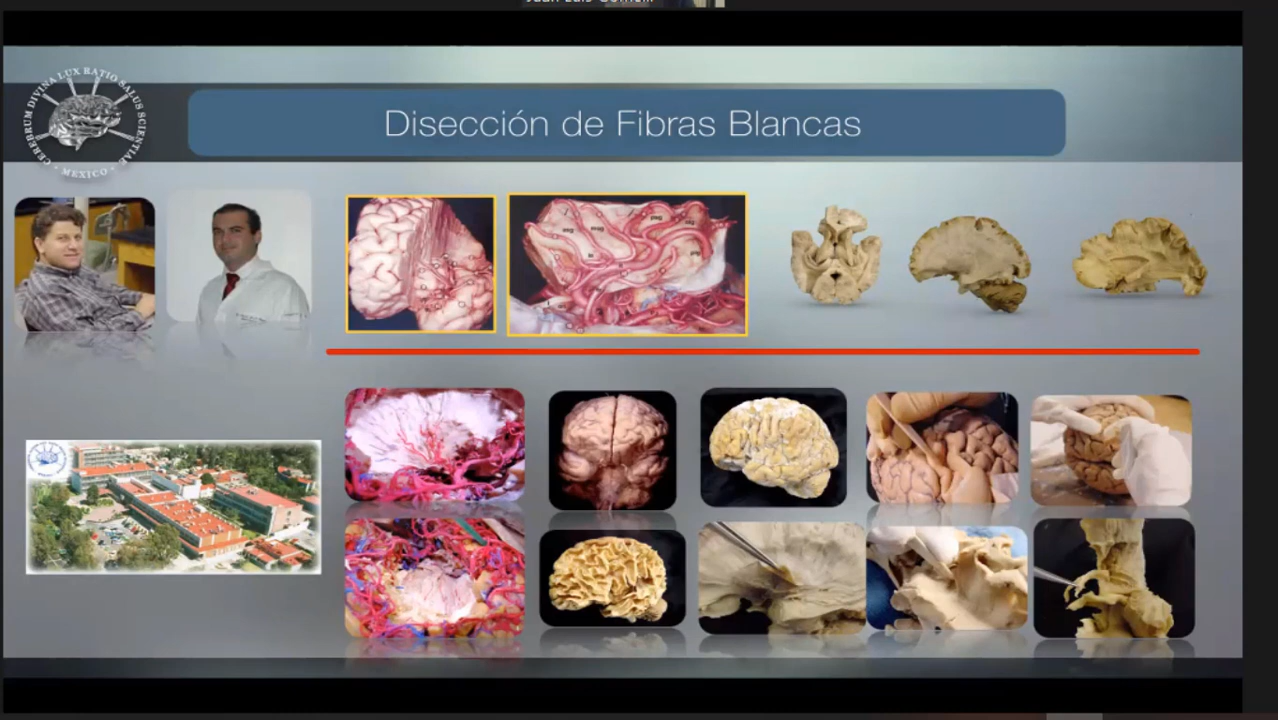 CEREBRUM DIVINA LUX RATIO SALUS SCIENTIAE
• MEXICO •
Disección de Fibras Blancas